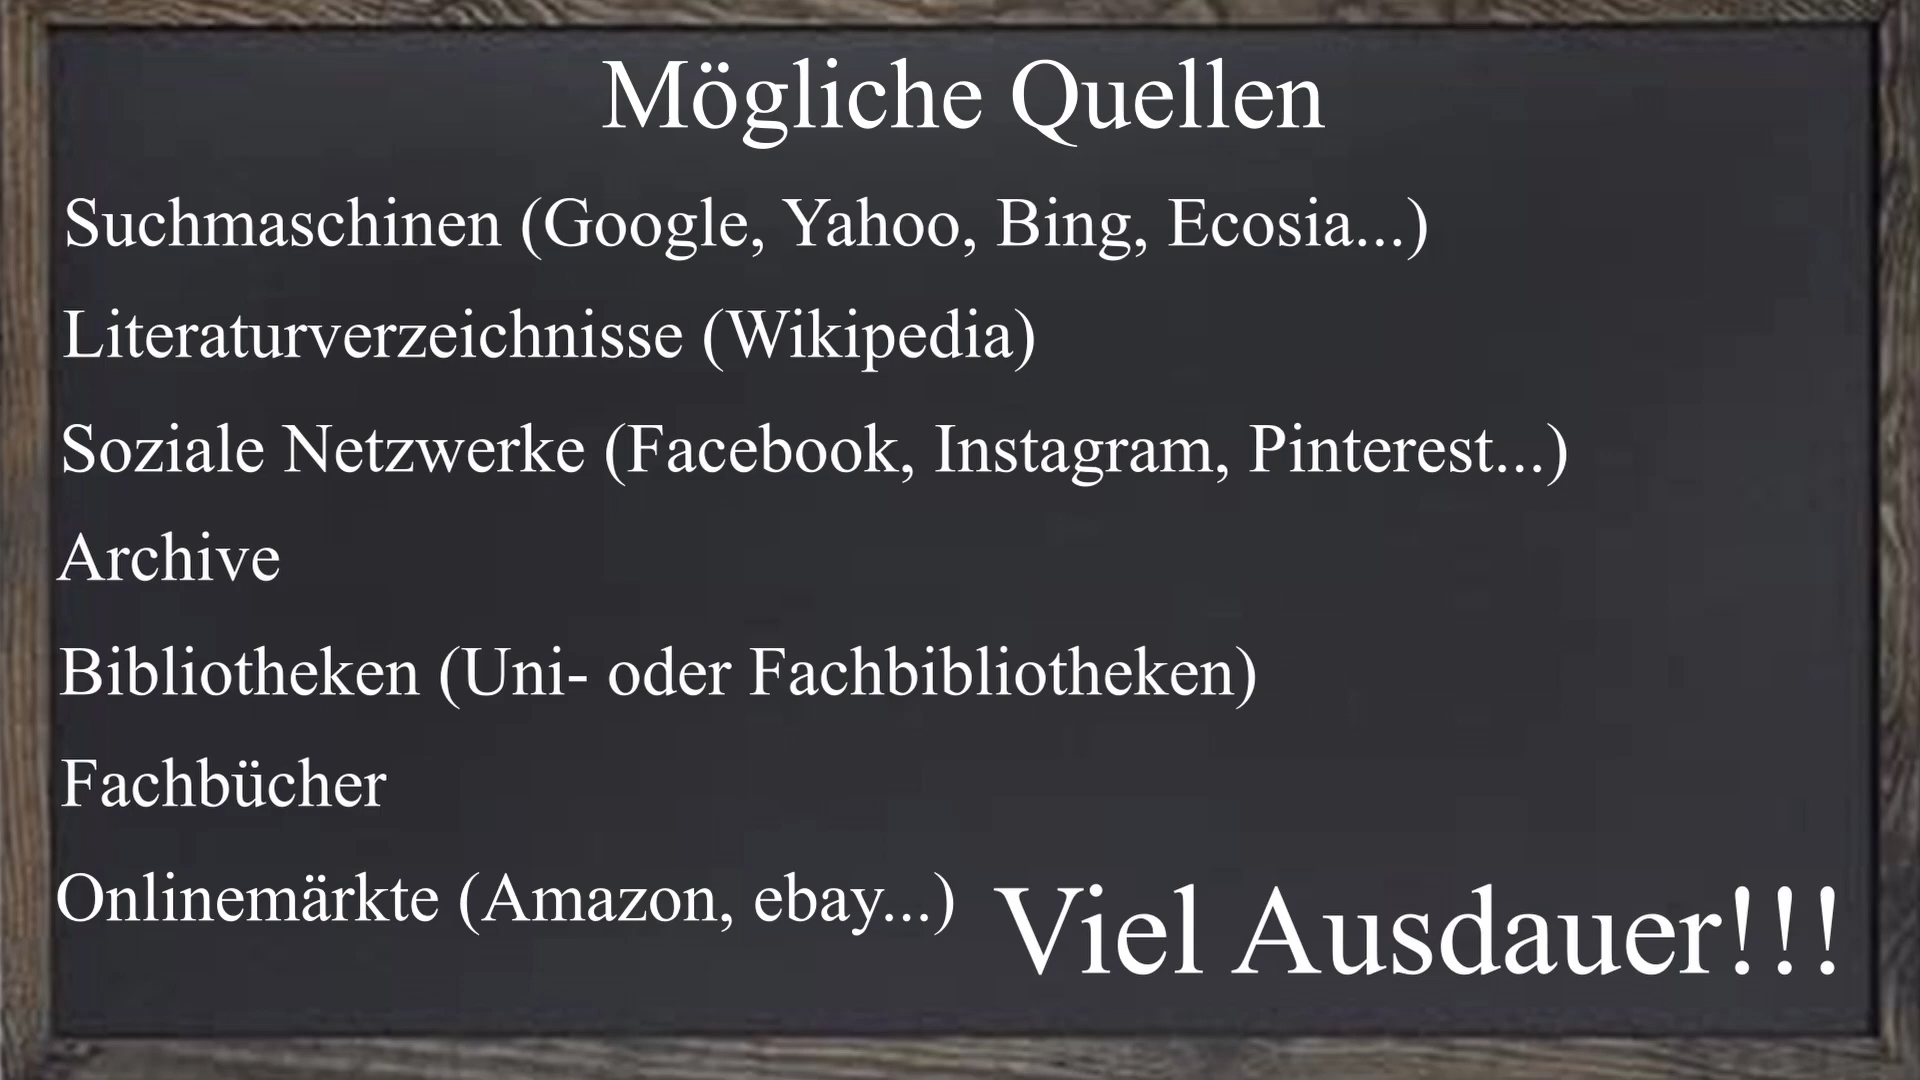 Mögliche Quellen
Suchmaschinen (Google, Yahoo, Bing, Ecosia...)
Literaturverzeichnisse (Wikipedia)
Soziale Netzwerke (Facebook, Instagram, Pinterest...)
Archive
Bibliotheken (Uni- oder Fachbibliotheken)
Fachbücher
Onlinemärkte (Amazon, ebay...)
Viel Ausdauer!!!